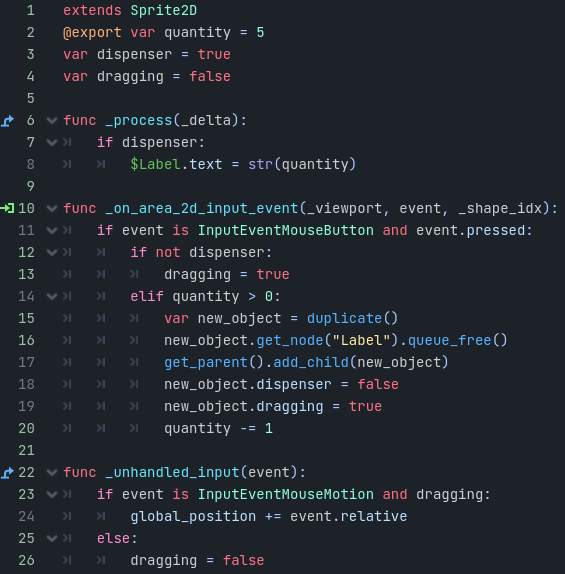 1 extends Sprite2D
2 @export var quantity = 5
3 var dispenser = true
4 var dragging = false
5
6 func _process(_delta):
7 if dispenser:
8 $Label.text = str(quantity)
9
10 func _on_area_2d_input_event(_viewport, event, _shape_idx):
11 if event is InputEventMouseButton and event.pressed:
12 if not dispenser:
13 dragging = true
14 elif quantity > 0:
15 var new_object = duplicate()
16 new_object.get_node("Label").queue_free()
17 get_parent().add_child(new_object)
18 new_object.dispenser = false
19 new_object.dragging = true
20 quantity -= 1
21
22 func _unhandled_input(event):
23 if event is InputEventMouseMotion and dragging:
24 global_position += event.relative
25 else:
26 dragging = false